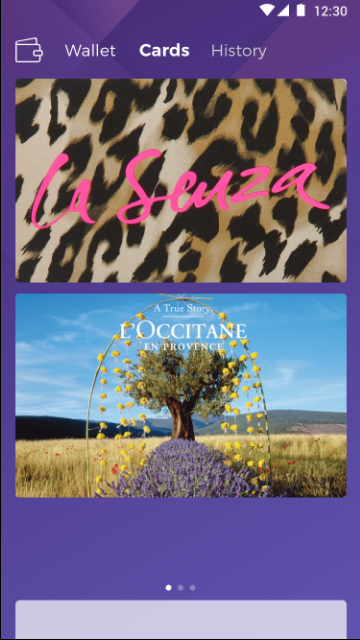 12:30
Wallet Cards History
la Senza
A True Story
L'OCCITANE
EN PROVENCE